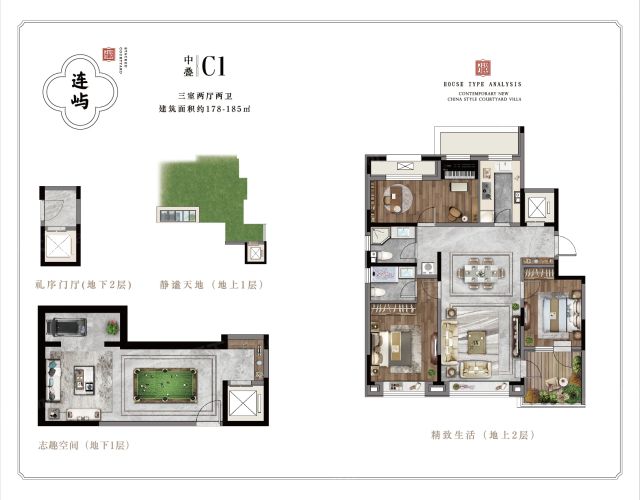 连屿
中叠 C1
三室两厅两卫
建筑面积约178-185㎡
HOUSE TYPE ANALYSIS
CONTEMPORARY NEW
CHINA STYLE COURTYARD VILLA
礼序门厅(地下2层)
静谧天地（地上1层）
志趣空间（地下1层）
精致生活（地上2层）